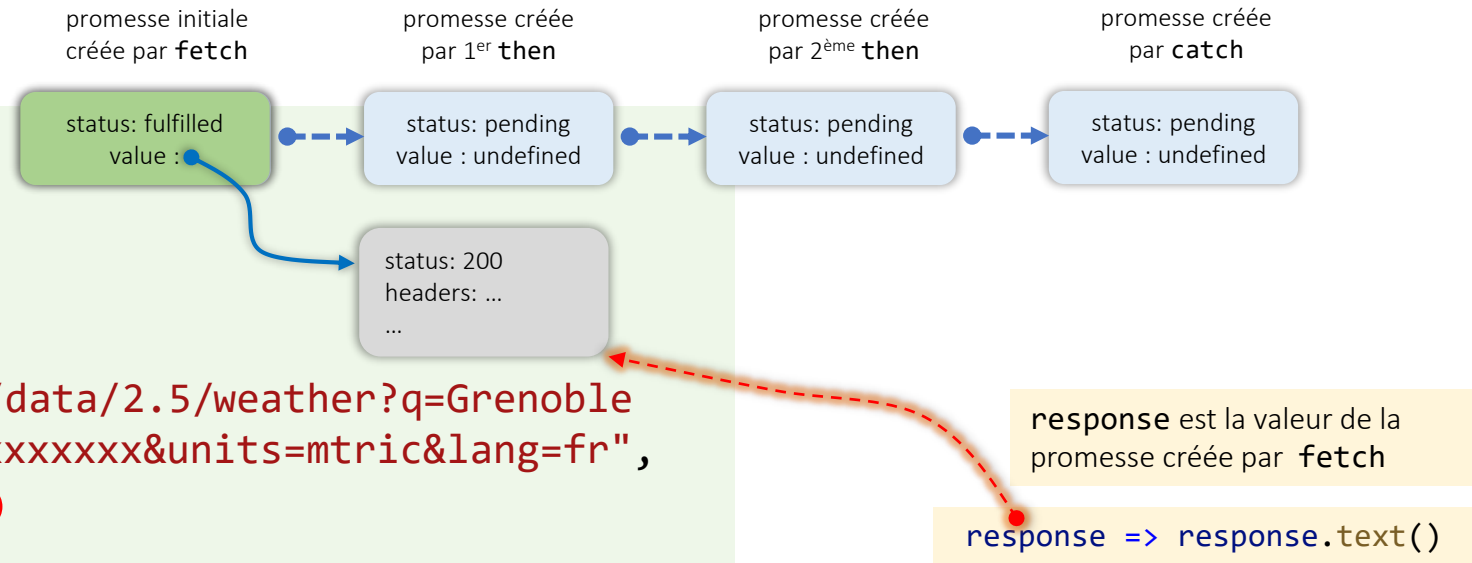 promesse initiale
créée par fetch
promesse créée
par 1er then
promesse créée
par 2ème then
promesse créée
par catch
status: fulfilled
value :
status: pending
value : undefined
status: pending
value : undefined
status: pending
value : undefined
status: 200
headers: …
…
/data/2.5/weather?q=Grenoble
xxxxxxx&units=mtric&lang=fr",
)
response est la valeur de la
promesse créée par fetch
response => response.text()